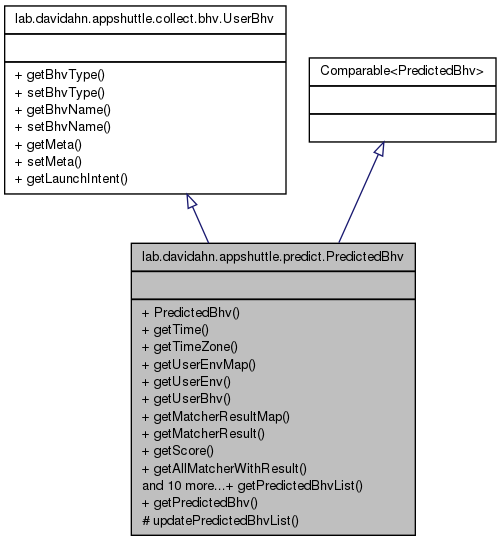 lab.davidahn.appshuttle.collect.bhv.UserBhv
+ getBhvType()
+ setBhvType()
+ getBhvName()
+ setBhvName()
+ getMeta()
+ setMeta()
+ getLaunchIntent()
Comparable<PredictedBhv>
lab.davidahn.appshuttle.predict.PredictedBhv
+ PredictedBhv()
+ getTime()
+ getTimeZone()
+ getUserEnvMap()
+ getUserEnv()
+ getUserBhv()
+ getMatcherResultMap()
+ getMatcherResult()
+ getScore()
+ getAllMatcherWithResult()
and 10 more...+ getPredictedBhvList()
+ getPredictedBhv()
# updatePredictedBhvList()